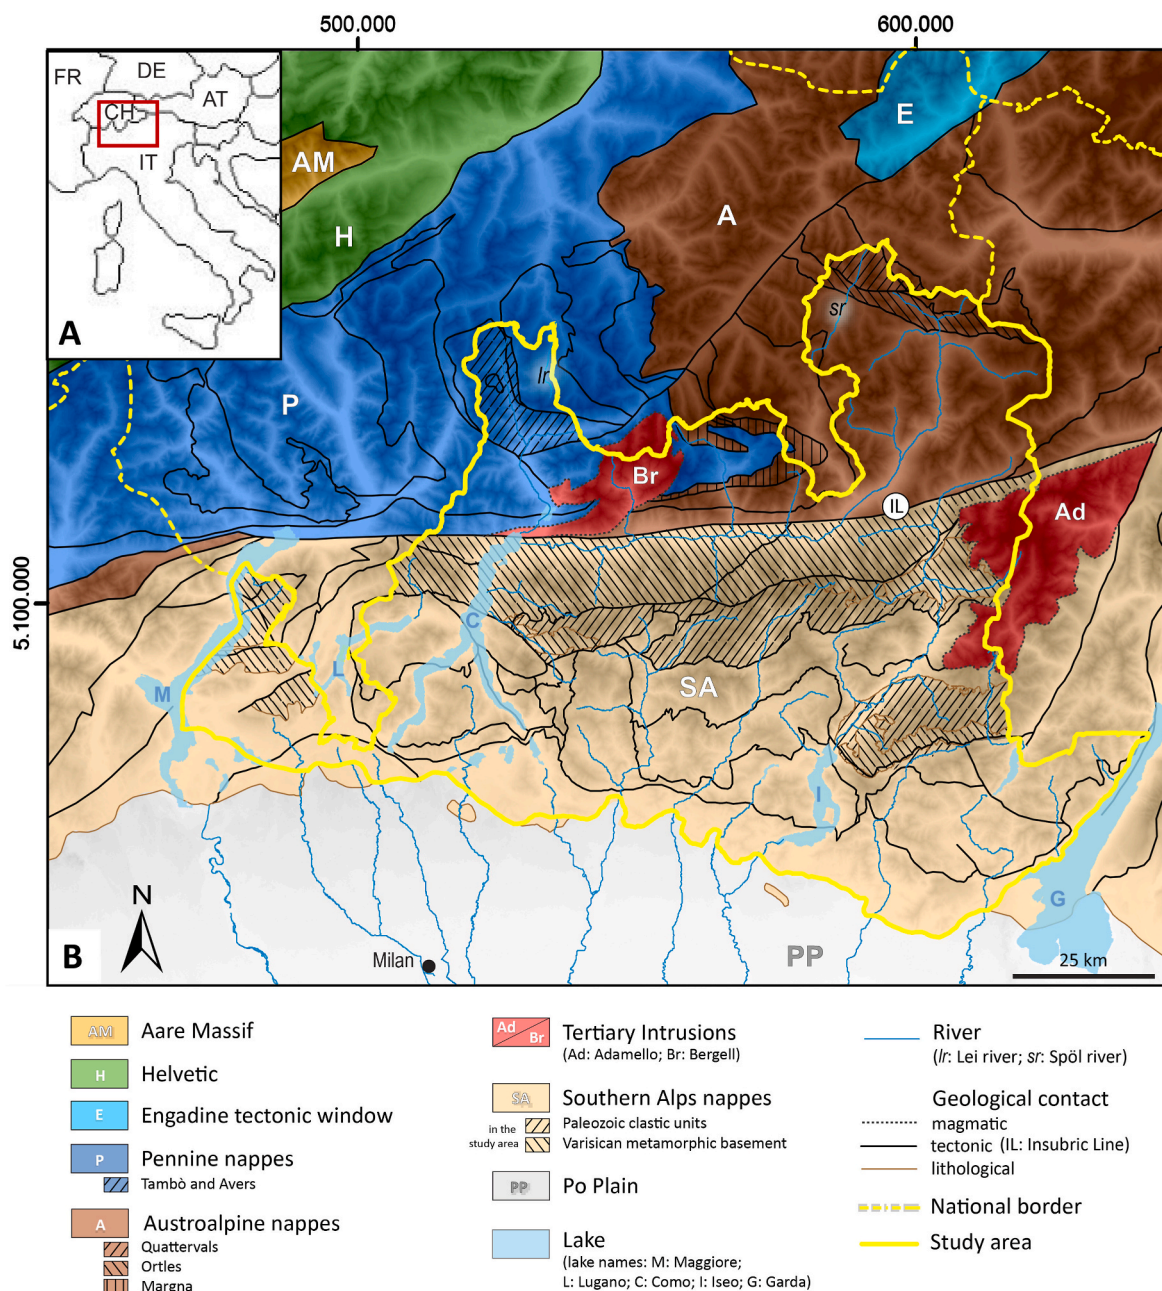 500.000
600.000
5.100.000
FR
DE
CH
AT
IT
A
AM
H
E
A
P
lr
sr
Br
IL
Ad
C
L
M
SA
I
G
N
B
Milan
PP
25 km
AM
Aare Massif
H
Helvetic
E
Engadine tectonic window
P
Pennine nappes
Tambò and Avers
A
Austroalpine nappes
Quattervals
Ortles
Margna
Ad
Br
Tertiary Intrusions
(Ad: Adamello; Br: Bergell)
SA
Southern Alps nappes
in the
study area
Paleozoic clastic units
Varisican metamorphic basement
PP
Po Plain
Lake
(lake names: M: Maggiore;
L: Lugano; C: Como; I: Iseo; G: Garda)
River
(lr: Lei river; sr: Spöl river)
Geological contact
magmatic
tectonic (IL: Insubric Line)
lithological
National border
Study area